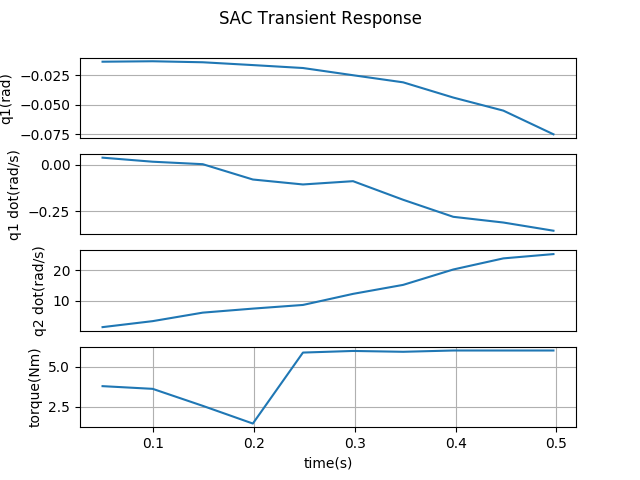 SAC Transient Response
q1(rad)
−0.025
−0.050
−0.075
q1 dot(rad/s)
0.00
−0.25
q2 dot(rad/s)
20
10
torque(Nm)
5.0
2.5
0.1 0.2 0.3 0.4 0.5
time(s)